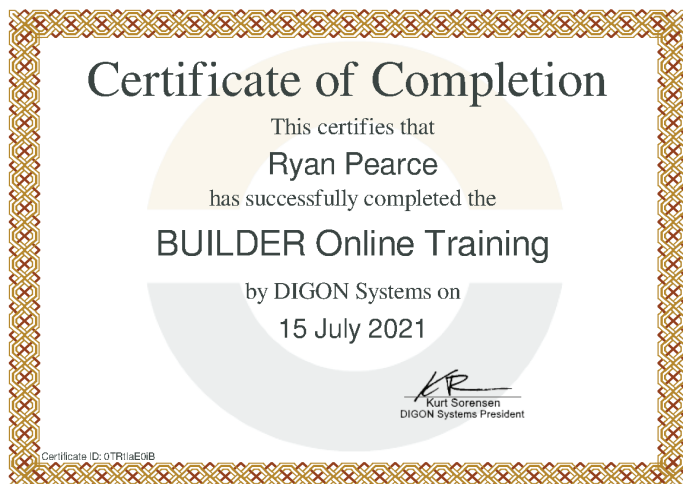 Certificate of Completion
This certifies that
Ryan Pearce
has successfully completed the
BUILDER Online Training
by DIGON Systems on
15 July 2021
Kurt Sorensen
DIGON Systems President
Certificate ID: 0TRtlaE0iB